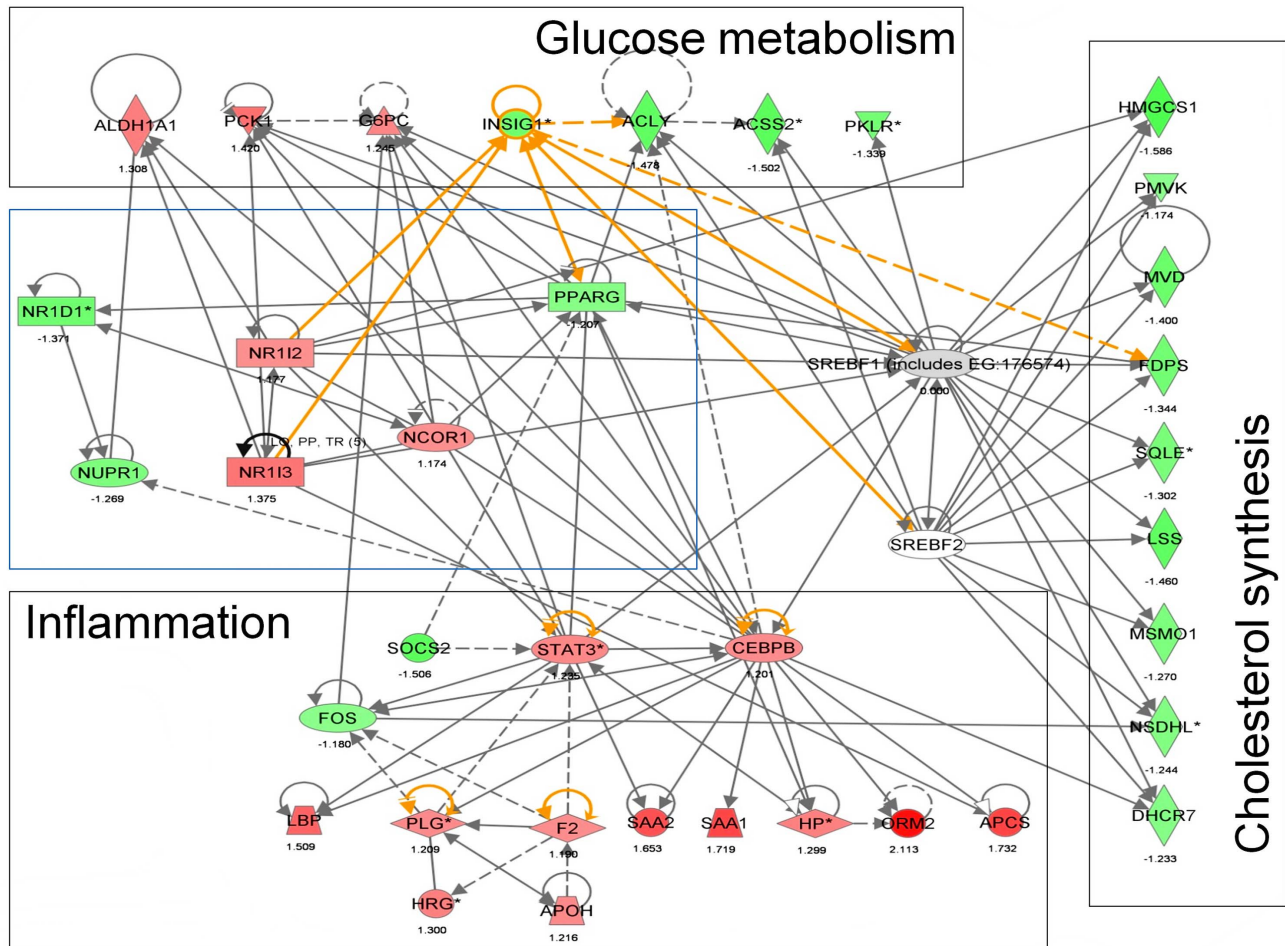 Glucose metabolism
ALDH1A1
1.308
PCK1
1.420
G6PC
1.245
INSIG1*
ACLY
-1.478
ACSS2*
-1.502
PKLR*
-1.339
NR1D1*
-1.371
PPARG
-1.207
NR1I2
1.177
NCOR1
1.174
LO, PP, TR (5)
NR1I3
1.375
NUPR1
-1.269
SREBF1 (includes EG:176574)
0.000
SREBF2
Cholesterol synthesis
HMGCS1
-1.586
PMVK
-1.174
MVD
-1.400
FDPS
-1.344
SQLE*
-1.302
LSS
-1.460
MSMO1
-1.270
NSDHL*
-1.244
DHCR7
-1.233
Inflammation
SOCS2
-1.506
STAT3*
1.235
CEBPB
1.201
FOS
-1.180
LBP
1.509
PLG*
1.209
F2
1.190
SAA2
1.653
SAA1
1.719
HP*
1.299
ORM2
2.113
APCS
1.732
HRG*
1.300
APOH
1.216